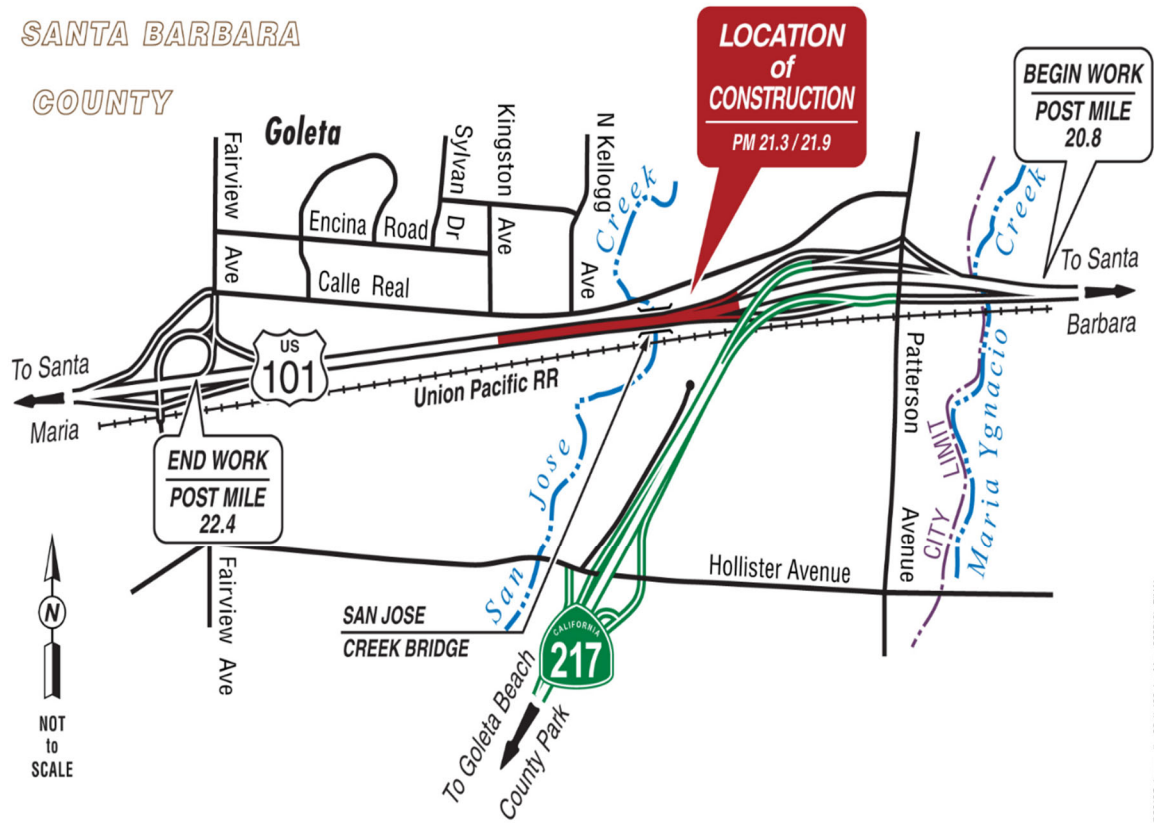 SANTA BARBARA
COUNTY
Goleta
LOCATION
of
CONSTRUCTION
PM 21.3 / 21.9
BEGIN WORK
POST MILE
20.8
Fairview
Ave
Encina Road
Sylvan
Dr
Kingston
Ave
N Kellogg
Ave
Creek
Creek
Calle Real
To Santa
Barbara
To Santa
Maria
US
101
Union Pacific RR
END WORK
POST MILE
22.4
Patterson
Avenue
CITY LIMIT
Maria Ygnacio
San Jose
Hollister Avenue
Fairview Ave
SAN JOSE
CREEK BRIDGE
CALIFORNIA
217
To Goleta Beach
County Park
N
NOT
to
SCALE